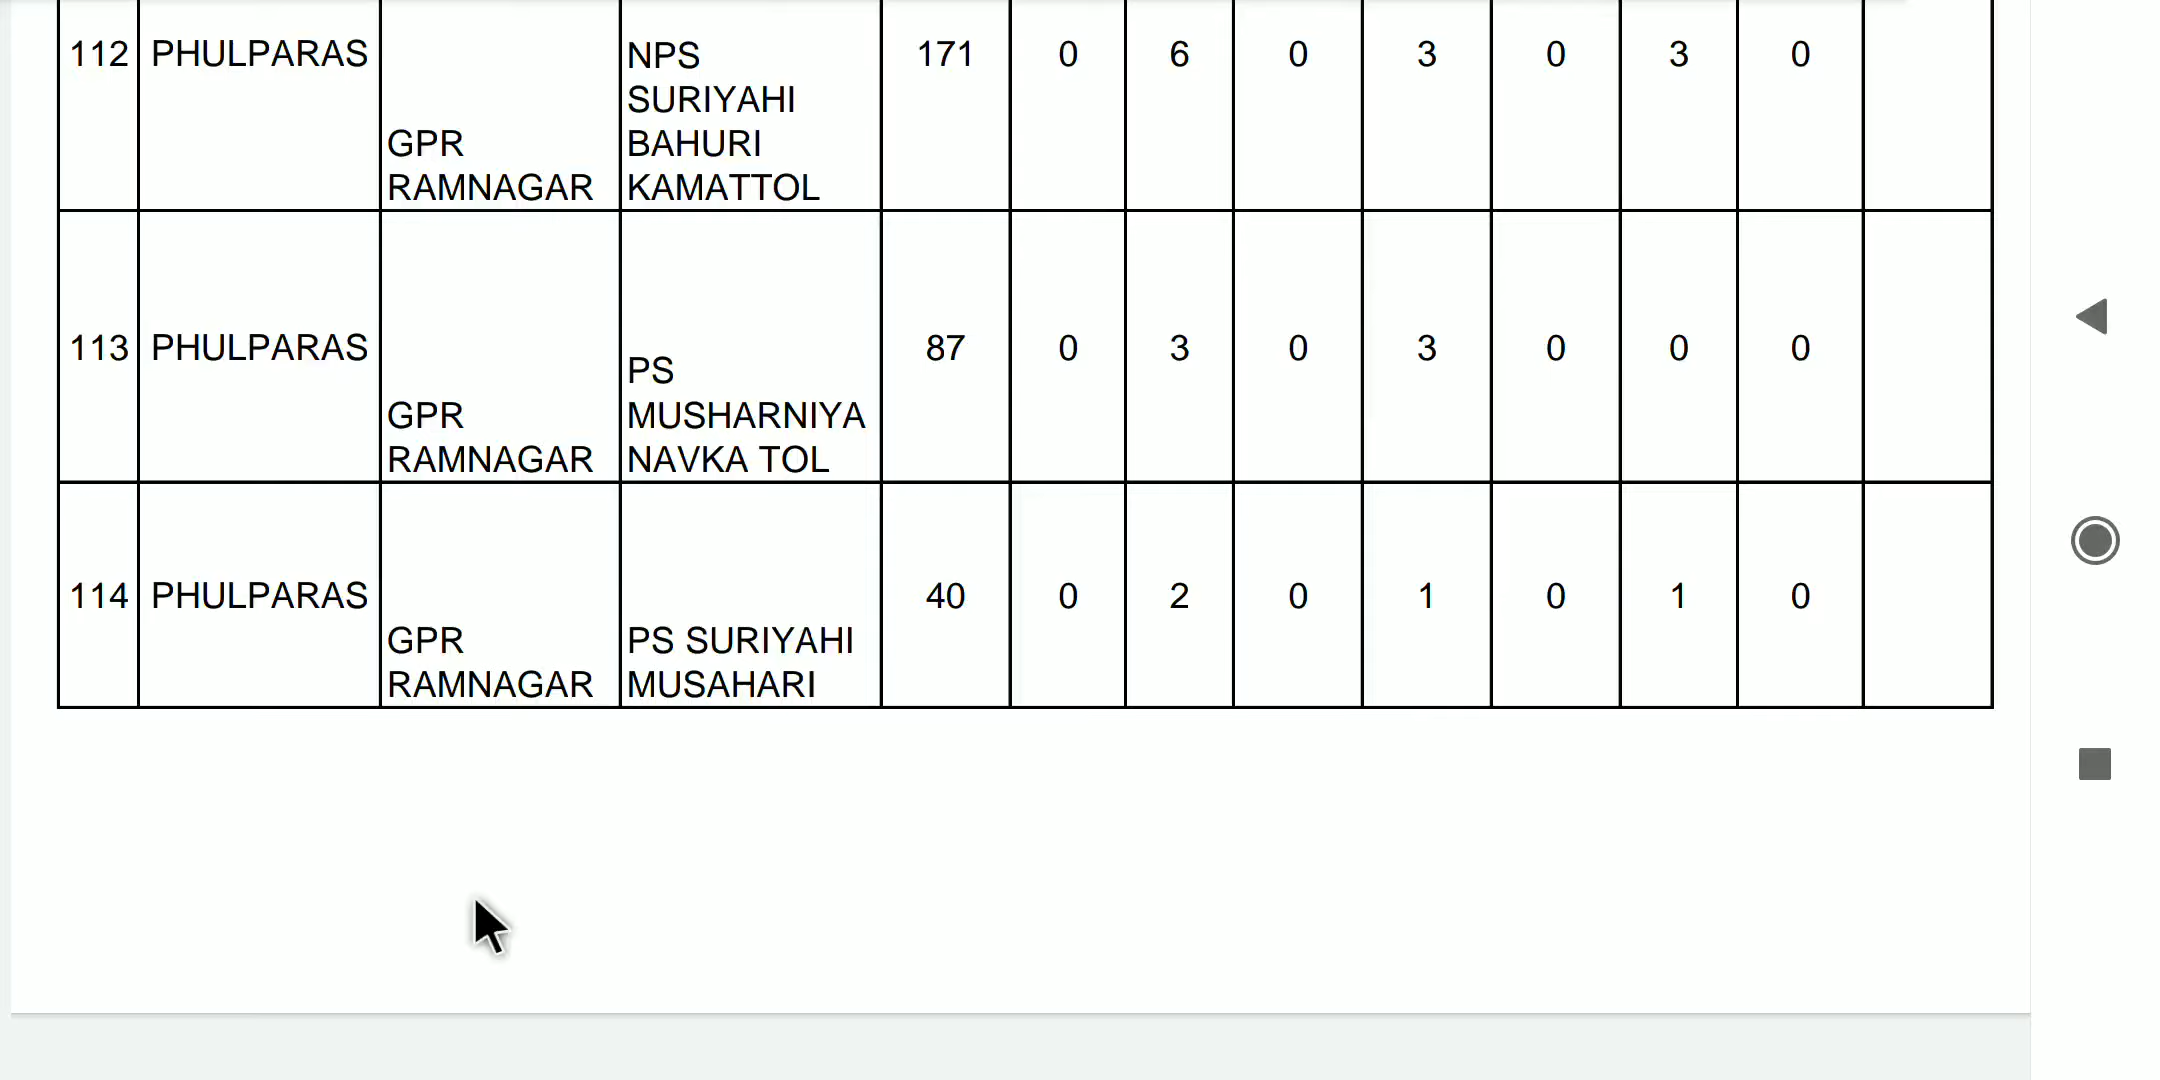 112 PHULPARAS GPR RAMNAGAR NPS SURIYAHI BAHURI KAMATTOL 171 0 6 0 3 0 3 0
113 PHULPARAS GPR RAMNAGAR PS MUSHARNIYA NAVKA TOL 87 0 3 0 3 0 0 0
114 PHULPARAS GPR RAMNAGAR PS SURIYAHI MUSAHARI 40 0 2 0 1 0 1 0